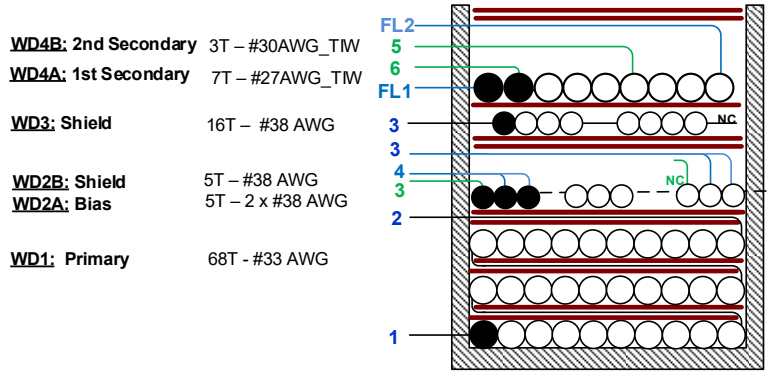 FL2
WD4B: 2nd Secondary 3T – #30AWG_TIW
5
6
WD4A: 1st Secondary 7T – #27AWG_TIW
FL1
WD3: Shield 16T – #38 AWG
3
NC
3
4
WD2B: Shield 5T – #38 AWG
NC
3
WD2A: Bias 5T – 2 x #38 AWG
2
WD1: Primary 68T - #33 AWG
1